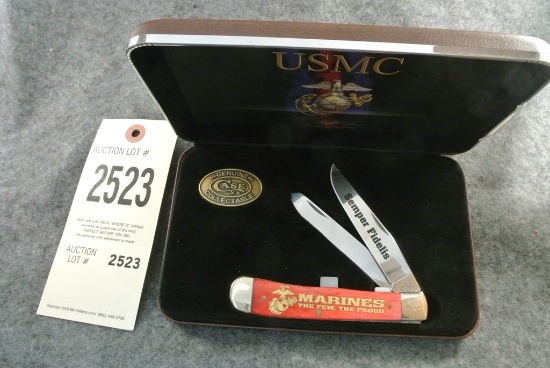 USMC
AUCTION LOT #
2523
AUCTION
LOT #
2523
GENUINE
CASE
COLLECTABLE
Semper Fidelis
MARINES
THE FEW. THE PROUD